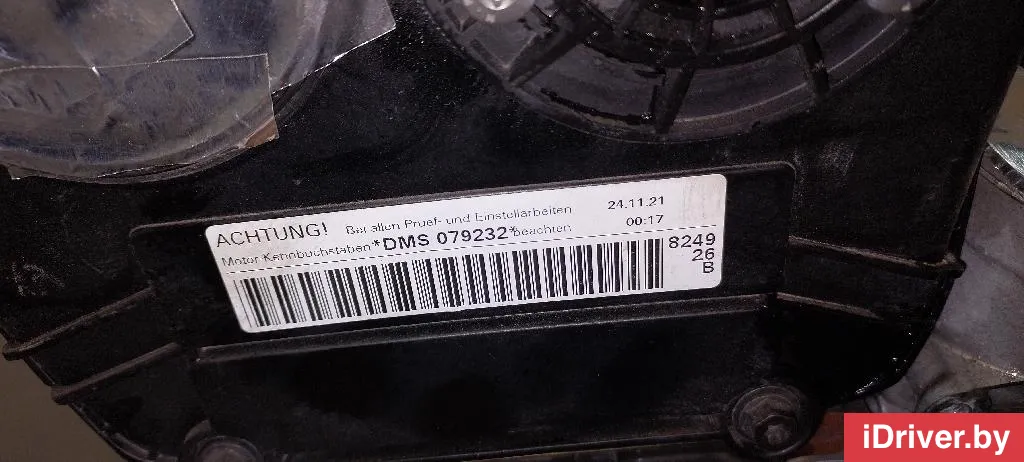 ACHTUNG! Bei allen Pruef- und Einstellarbeiten 24.11.21
Motor Kennbuchstaben *DMS 079232* beachten 00:17
8249
26
B
iDriver.by